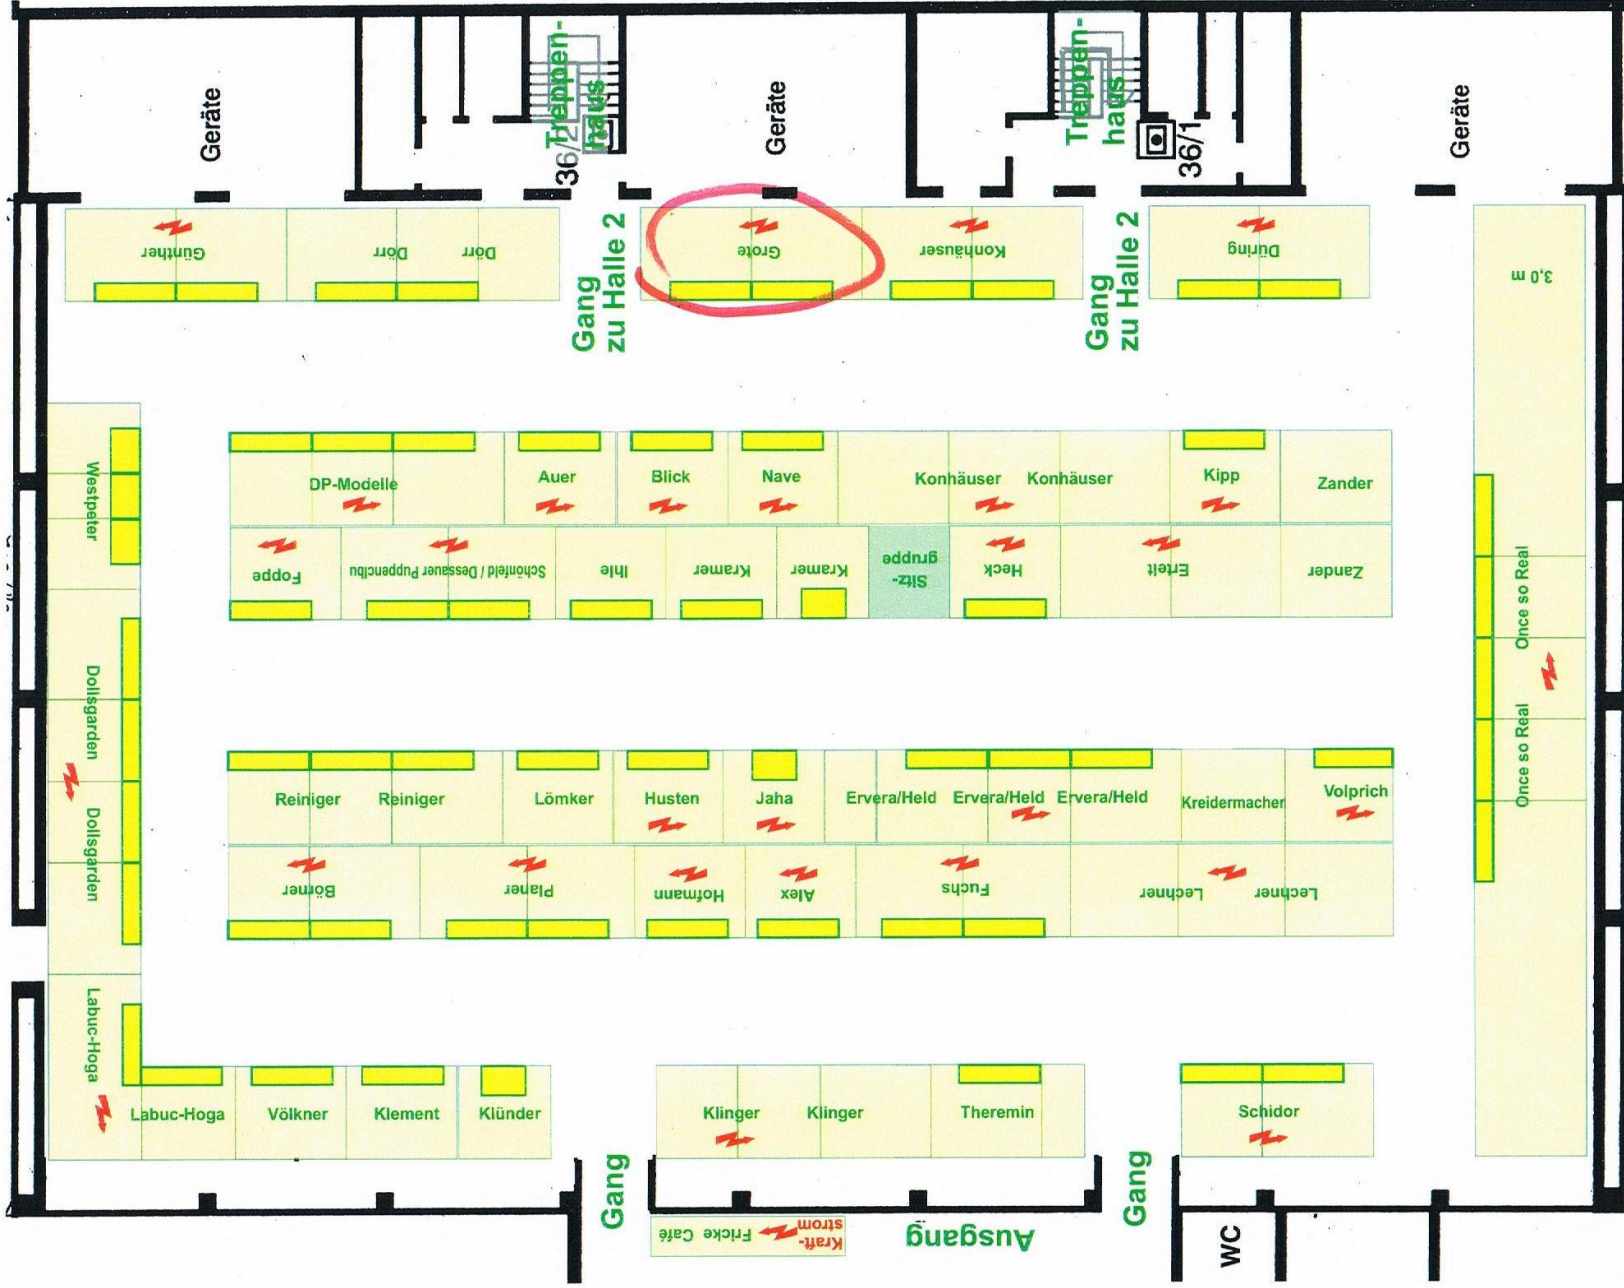 Geräte
Treppen-
haus
36/2
Geräte
Treppen-
haus
36/1
Geräte
Günther
Dörr
Dörr
Gang
zu Halle 2
Grote
Konhäuser
Gang
zu Halle 2
Düring
3,0 m
Westpeter
DP-Modelle
Auer
Blick
Nave
Konhäuser
Konhäuser
Kipp
Zander
Foppe
Schönfeld / Dessauer Puppenclbu
Ihle
Kramer
Kramer
Sitz-
gruppe
Heck
Ertelt
Zander
Once so Real
Once so Real
Dollsgarden
Dollsgarden
Reiniger
Reiniger
Lömker
Husten
Jaha
Ervera/Held
Ervera/Held
Ervera/Held
Kreidermacher
Volprich
Börner
Planer
Hofmann
Alex
Fuchs
Lechner
Lechner
Labuc-Hoga
Labuc-Hoga
Völkner
Klement
Klünder
Klinger
Klinger
Theremin
Schidor
Gang
Gang
Fricke Café
Kraft-
strom
Ausgang
WC